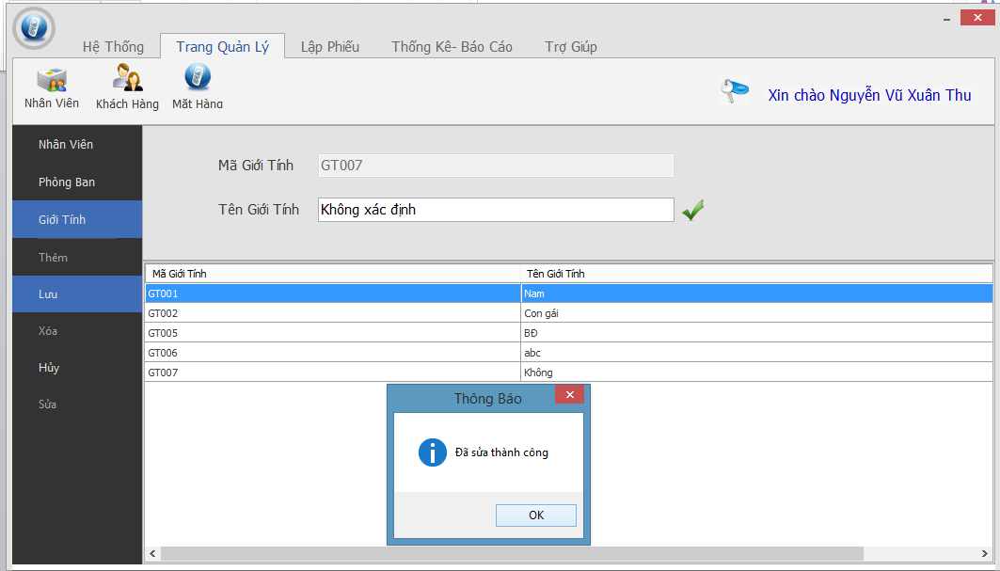 Hệ Thống Trang Quản Lý Lập Phiếu Thống Kê- Báo Cáo Trợ Giúp
Nhân Viên Khách Hàng Măt Hàng
Xin chào Nguyễn Vũ Xuân Thu
Nhân Viên
Phòng Ban
Giới Tính
Thêm
Lưu
Xóa
Hủy
Sửa
Mã Giới Tính GT007
Tên Giới Tính Không xác định
Mã Giới Tính Tên Giới Tính
GT001 Nam
GT002 Con gái
GT005 BĐ
GT006 abc
GT007 Không
Thông Báo
Đã sửa thành công
OK